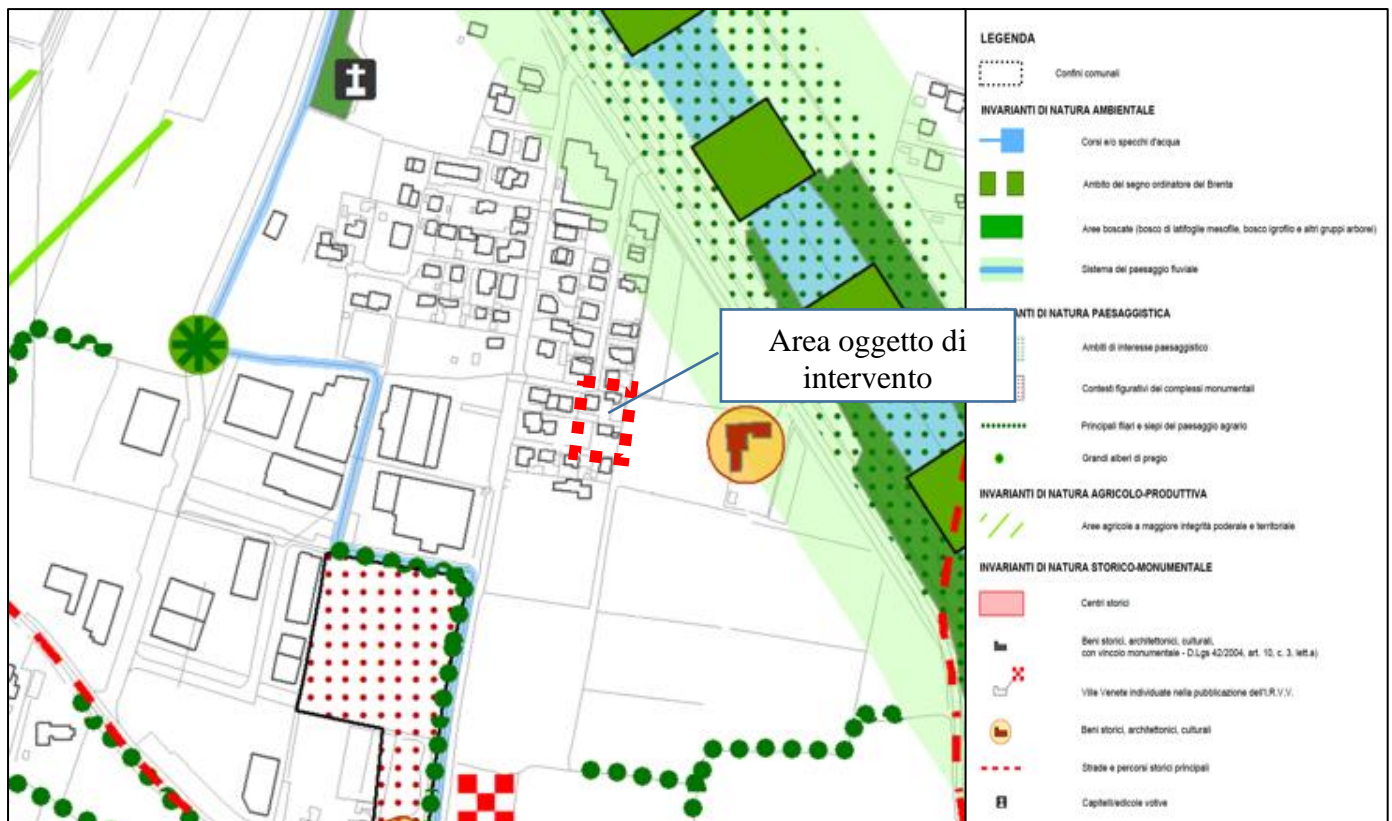 Area oggetto di
intervento
LEGENDA
Confini comunali
INVARIANTI DI NATURA AMBIENTALE
Corsi e/o specchi d'acqua
Ambito del segno ordinatore del Brenta
Aree boscate (bosco di latifoglie mesofile, bosco igrofilo e altri gruppi arborei)
Sistema del paesaggio fluviale
ANTI DI NATURA PAESAGGISTICA
Ambiti di interesse paesaggistico
Contesti figurativi dei complessi monumentali
Principali filari e siepi del paesaggio agrario
Grandi alberi di pregio
INVARIANTI DI NATURA AGRICOLO-PRODUTTIVA
Aree agricole a maggiore integrità poderale e territoriale
INVARIANTI DI NATURA STORICO-MONUMENTALE
Centri storici
Beni storici, architettonici, culturali,
con vincolo monumentale - D.Lgs 42/2004, art. 10, c. 3, lett.a)
Ville Venete individuate nella pubblicazione dell'I.R.V.V.
Beni storici, architettonici, culturali
Strade e percorsi storici principali
Capitelli/edicole votive